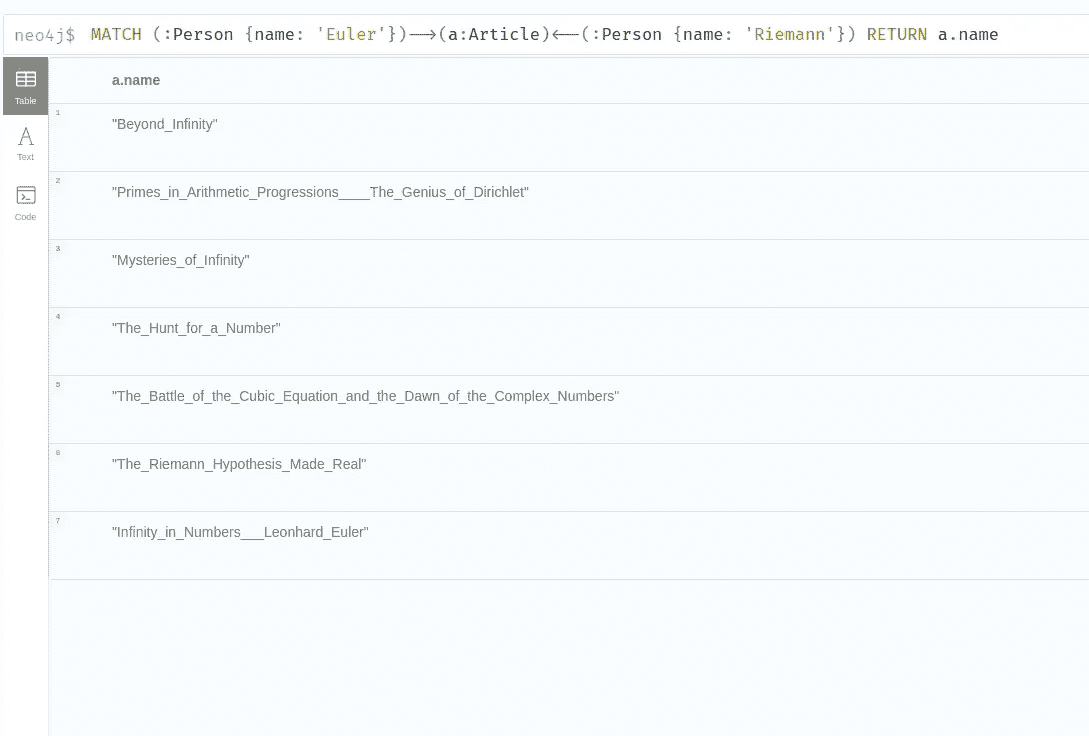 neo4j$ MATCH (:Person {name: 'Euler'})-->(a:Article)<--(:Person {name: 'Riemann'}) RETURN a.name
Table
a.name
1
"Beyond_Infinity"
Text
2
"Primes_in_Arithmetic_Progressions____The_Genius_of_Dirichlet"
Code
3
"Mysteries_of_Infinity"
4
"The_Hunt_for_a_Number"
5
"The_Battle_of_the_Cubic_Equation_and_the_Dawn_of_the_Complex_Numbers"
6
"The_Riemann_Hypothesis_Made_Real"
7
"Infinity_in_Numbers___Leonhard_Euler"